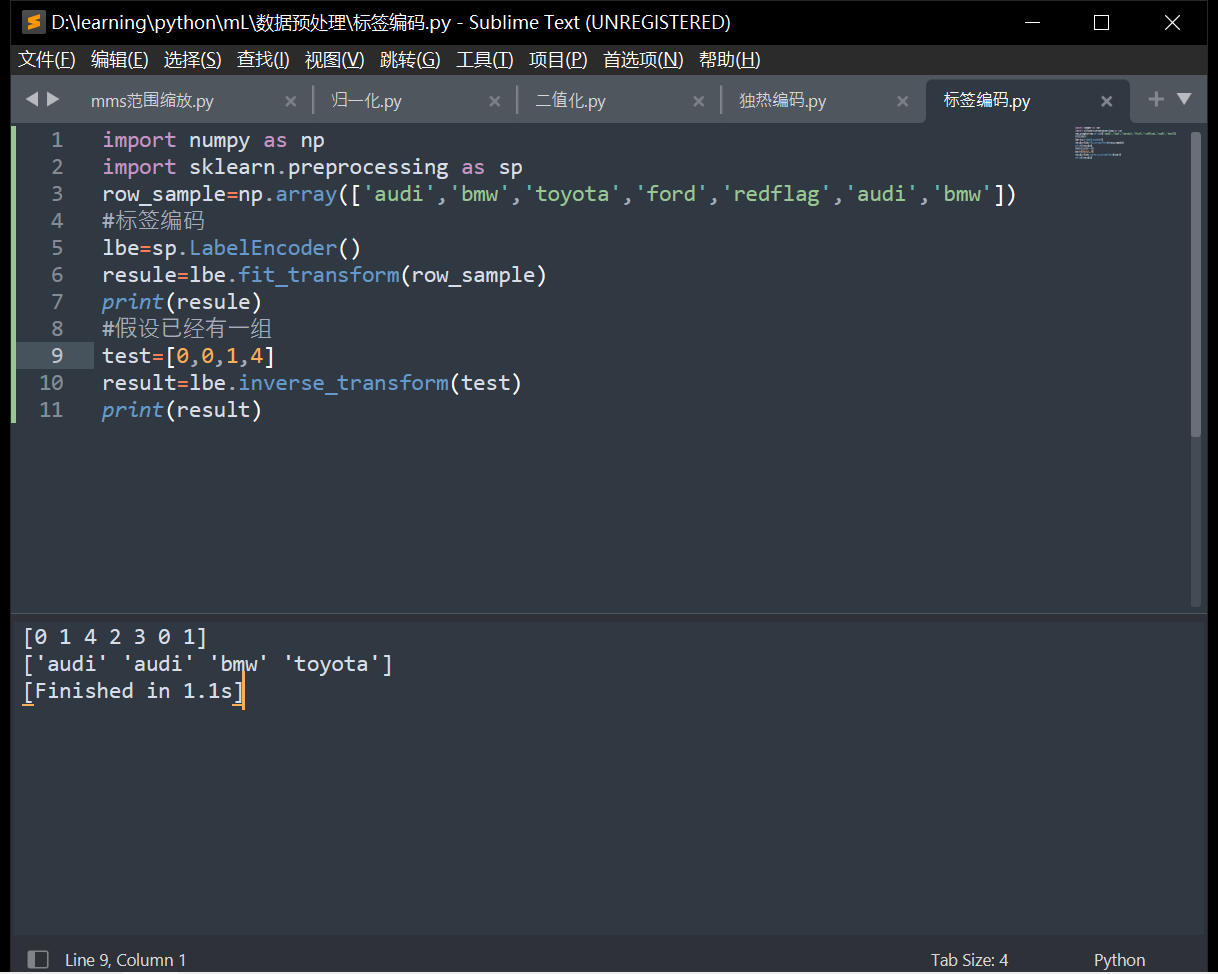 D:\learning\python\mL\数据预处理\标签编码.py - Sublime Text (UNREGISTERED)
文件(F) 编辑(E) 选择(S) 查找(I) 视图(V) 跳转(G) 工具(T) 项目(P) 首选项(N) 帮助(H)
mms范围缩放.py 归一化.py 二值化.py 独热编码.py 标签编码.py
1 import numpy as np
2 import sklearn.preprocessing as sp
3 row_sample=np.array(['audi','bmw','toyota','ford','redflag','audi','bmw'])
4 #标签编码
5 lbe=sp.LabelEncoder()
6 resule=lbe.fit_transform(row_sample)
7 print(resule)
8 #假设已经有一组
9 test=[0,0,1,4]
10 result=lbe.inverse_transform(test)
11 print(result)
[0 1 4 2 3 0 1]
['audi' 'audi' 'bmw' 'toyota']
[Finished in 1.1s]
Line 9, Column 1 Tab Size: 4 Python